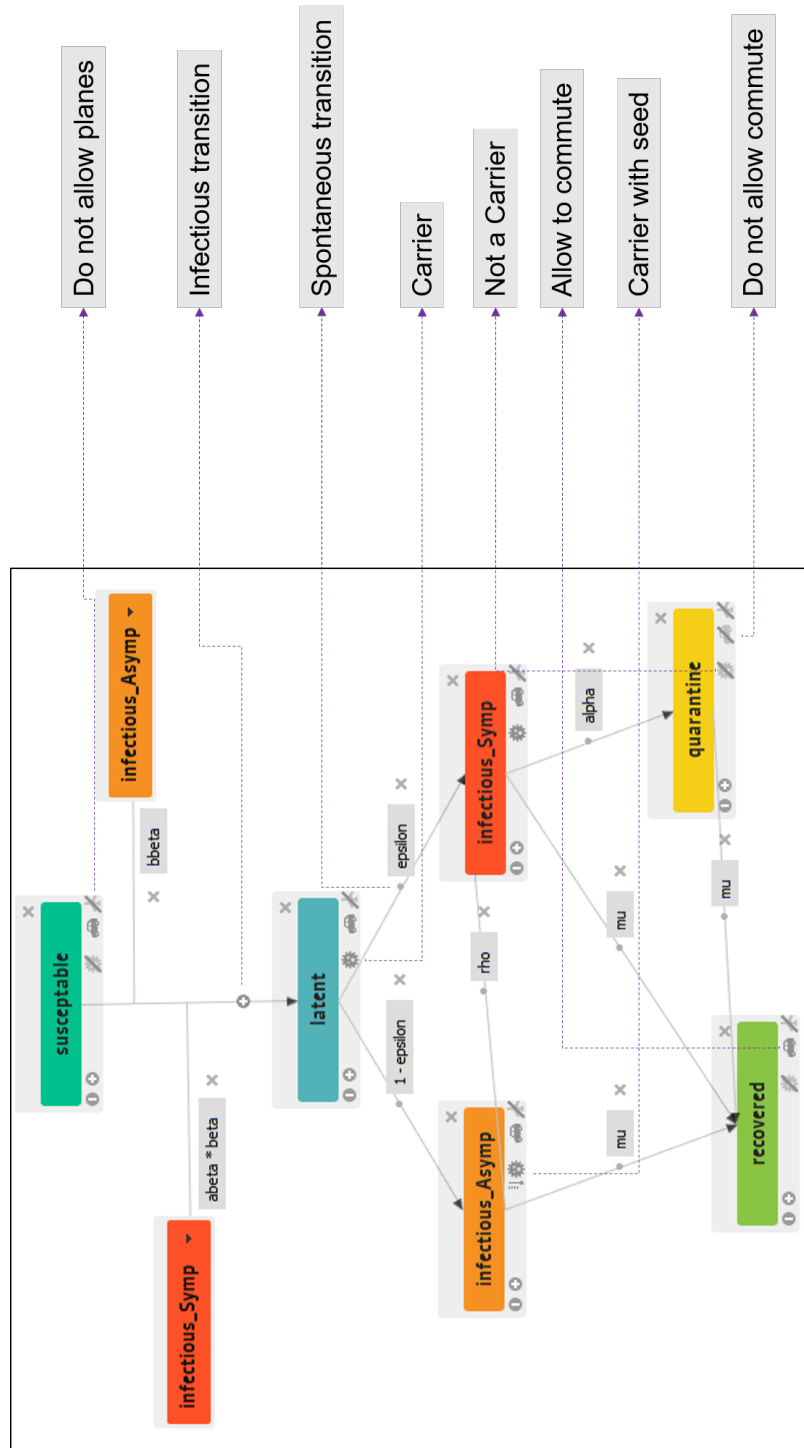 susceptable
infectious_Symp
abeta * beta
bbeta
infectious_Asymp
latent
1 - epsilon
epsilon
infectious_Asymp
rho
infectious_Symp
mu
mu
alpha
recovered
mu
quarantine
Do not allow planes
Infectious transition
Spontaneous transition
Carrier
Not a Carrier
Allow to commute
Carrier with seed
Do not allow commute